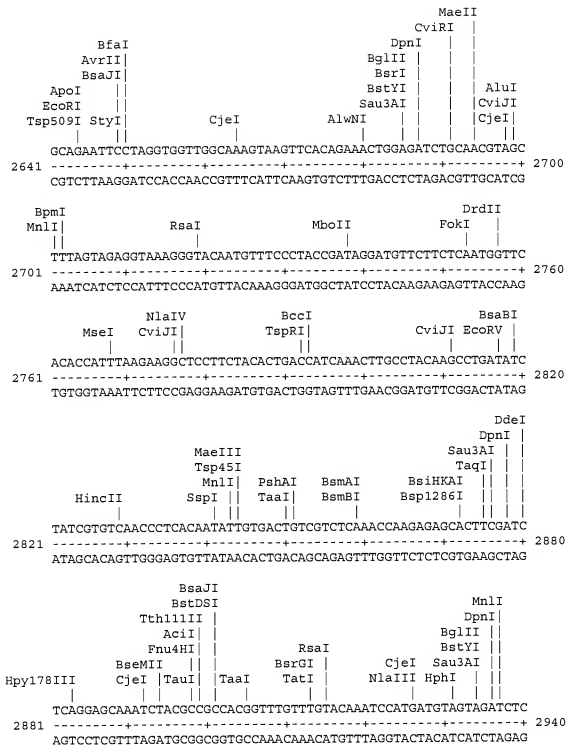 MaeII
CviRI
BfaI DpnI
AvrII BglII
BsaJI BsrI
ApoI BstYI AluI
EcoRI Sau3AI CviJI
Tsp509I StyI CjeI AlwNI CjeI
GCAGAATTCCTAGGTGGTTGGCAAAGTAAGTTCACAGAAACTGGAGATCTGCAACGTAGC
2641 ---------+---------+---------+---------+---------+---------+ 2700
CGTCTTAAGGATCCACCAACCGTTTCATTCAAGTGTCTTTGACCTCTAGACGTTGCATCG
BpmI DrdII
MnlI RsaI MboII FokI
TTTAGTAGAGGTAAAGGGTACAATGTTTCCCTACCGATAGGATGTTCTTCTCAATGGTTC
2701 ---------+---------+---------+---------+---------+---------+ 2760
AAATCATCTCCATTTCCCATGTTACAAAGGGATGGCTATCCTACAAGAAGAGTTACCAAG
NlaIV BccI BsaBI
MseI CviJI TspRI CviJI EcoRV
ACACCATTTAAGAAGGCTCCTTCTACACTGACCATCAAACTTGCCTACAAGCCTGATATC
2761 ---------+---------+---------+---------+---------+---------+ 2820
TGTGGTAAATTCTTCCGAGGAAGATGTGACTGGTAGTTTGAACGGATGTTCGGACTATAG
DdeI
DpnI
MaeIII Sau3AI
Tsp45I TaqI
MnlI PshAI BsmAI BsiHKAI
HincII SspI TaaI BsmBI Bsp1286I
TATCGTGTCAACCCTCACAATATTGTGACTGTCGTCTCAAACCAAGAGAGCACTTCGATC
2821 ---------+---------+---------+---------+---------+---------+ 2880
ATAGCACAGTTGGGAGTGTTATAACACTGACAGCAGAGTTTGGTTCTCTCGTGAAGCTAG
BsaJI
BstDSI MnlI
Tth111II DpnI
AciI BglII
Fnu4HI RsaI BstYI
BseMII BsrGI CjeI Sau3AI
Hpy178III CjeI TauI TaaI TatI NlaIII HphI
TCAGGAGCAAATCTACGCCGCCACGGTTTGTTTGTACAAATCCATGATGTAGTAGATCTC
2881 ---------+---------+---------+---------+---------+---------+ 2940
AGTCCTCGTTTAGATGCGGCGGTGCCAAACAAACATGTTTAGGTACTACATCATCTAGAG